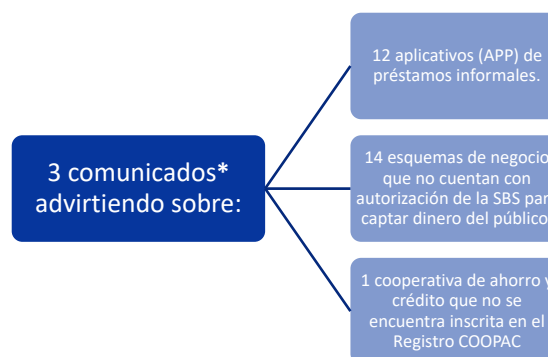 12 aplicativos (APP) de
préstamos informales.
3 comunicados*
advirtiendo sobre:
14 esquemas de negocio
que no cuentan con
autorización de la SBS para
captar dinero del público
1 cooperativa de ahorro y
crédito que no se
encuentra inscrita en el
Registro COOPAC